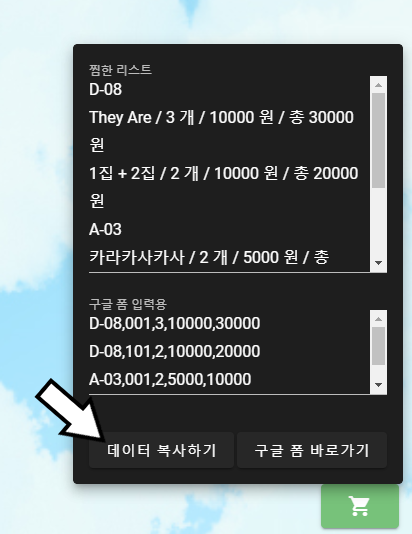 찜한 리스트
D-08
They Are / 3 개 / 10000 원 / 총 30000
원
1집 + 2집 / 2 개 / 10000 원 / 총 20000
원
A-03
카라카사카사 / 2 개 / 5000 원 / 총
구글 폼 입력용
D-08,001,3,10000,30000
D-08,101,2,10000,20000
A-03,001,2,5000,10000
데이터 복사하기 구글 폼 바로가기